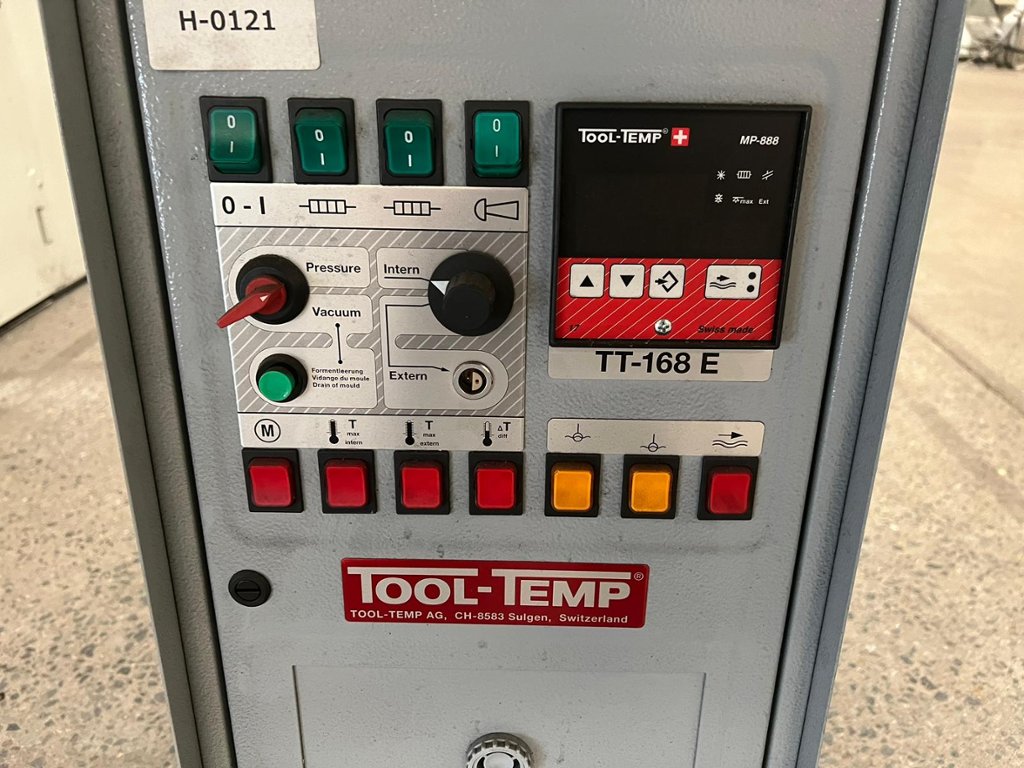 H-0121
0 I
0 I
0 I
0 I
TOOL-TEMP®
MP-888
max Ext
0 - I
Pressure
Vacuum
Intern
Extern
Formentleerung
Vidange du moule
Drain of mould
17
Swiss made
TT-168 E
M
T
max
intern
T
max
extern
ΔT
diff
TOOL-TEMP®
TOOL-TEMP AG, CH-8583 Sulgen, Switzerland